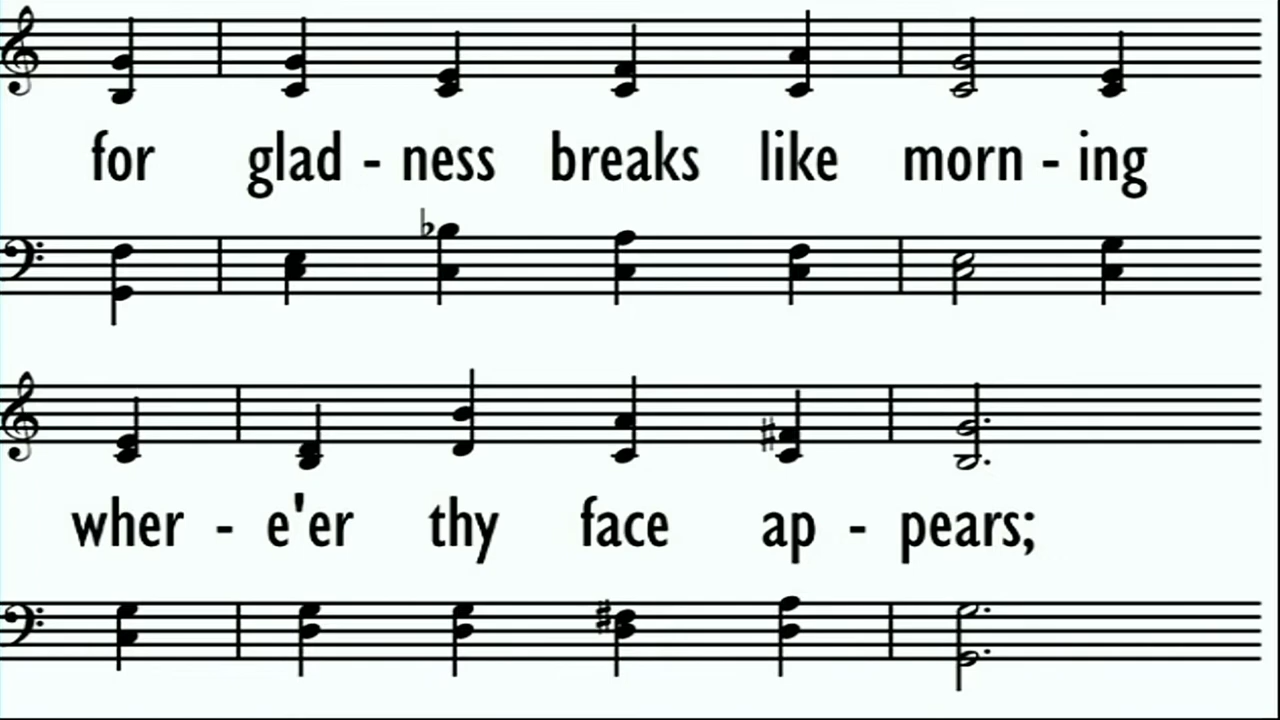 for glad - ness breaks like morn - ing
wher - e'er thy face ap - pears;